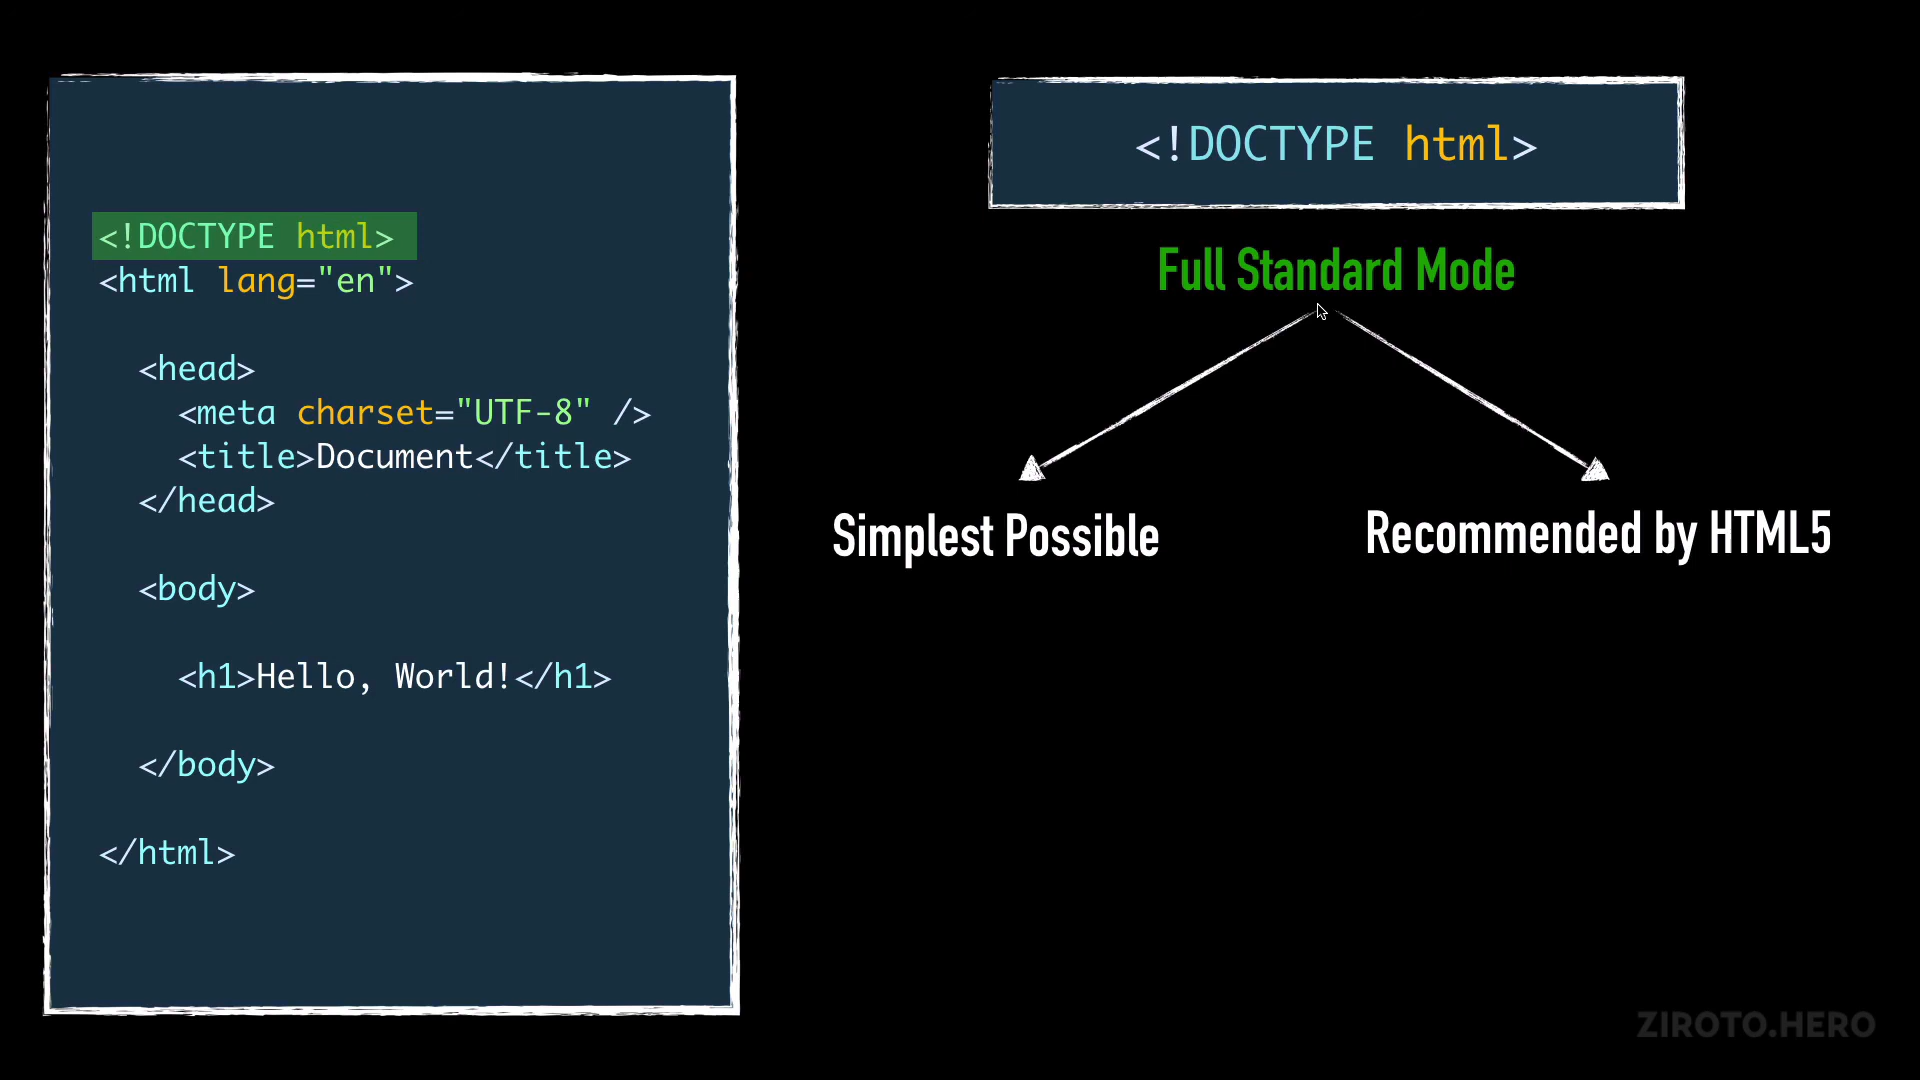 <!DOCTYPE html>
<html lang="en">
<head>
<meta charset="UTF-8" />
<title>Document</title>
</head>
<body>
<h1>Hello, World!</h1>
</body>
</html>
<!DOCTYPE html>
Full Standard Mode
Simplest Possible
Recommended by HTML5
ZIROTO.HERO